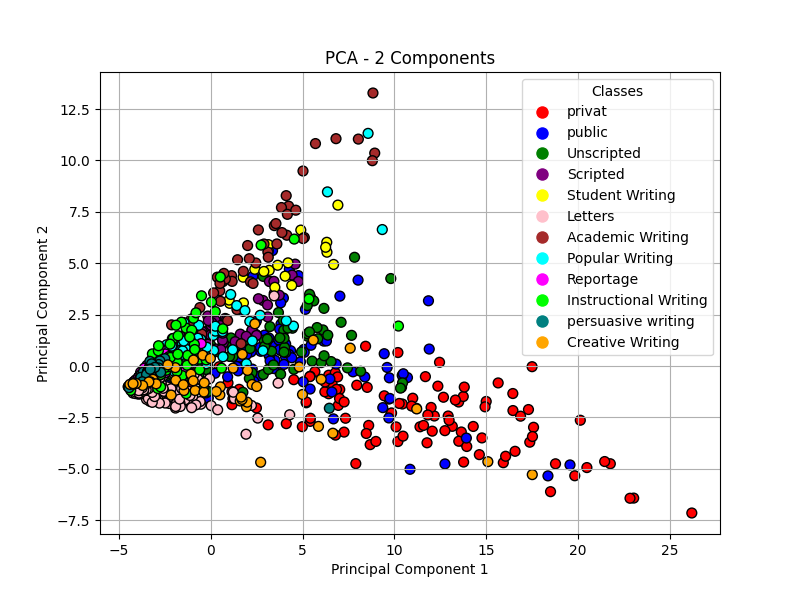 PCA - 2 Components
Classes
privat
public
Unscripted
Scripted
Student Writing
Letters
Academic Writing
Popular Writing
Reportage
Instructional Writing
persuasive writing
Creative Writing
Principal Component 2
12.5
10.0
7.5
5.0
2.5
0.0
−2.5
−5.0
−7.5
−5
0
5
10
15
20
25
Principal Component 1